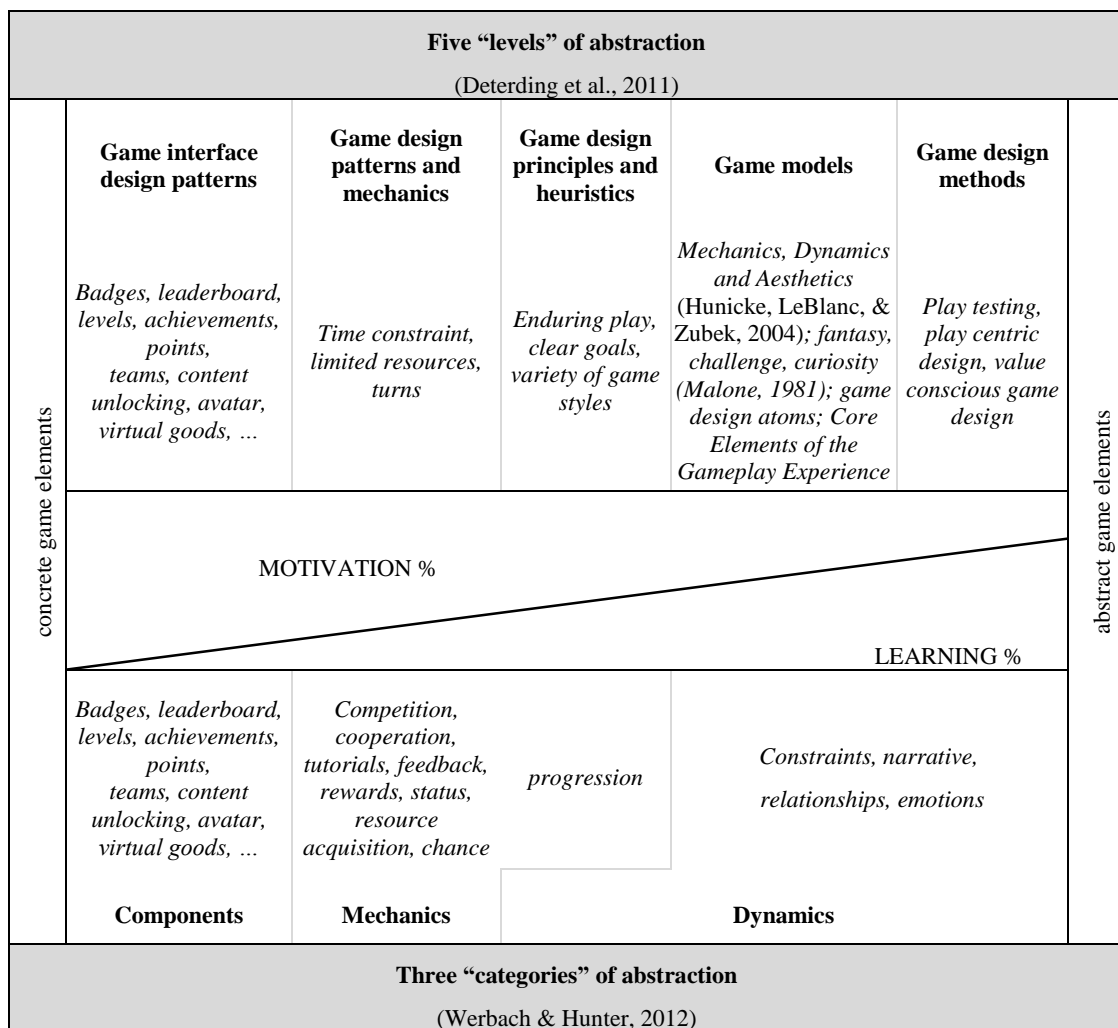 Five “levels” of abstraction
(Deterding et al., 2011)
concrete game elements
Game interface
design patterns
Game design
patterns and
mechanics
Game design
principles and
heuristics
Game models
Game design
methods
Badges, leaderboard,
levels, achievements,
points,
teams, content
unlocking, avatar,
virtual goods, …
Time constraint,
limited resources,
turns
Enduring play,
clear goals,
variety of game
styles
Mechanics, Dynamics
and Aesthetics
(Hunicke, LeBlanc, &
Zubek, 2004); fantasy,
challenge, curiosity
(Malone, 1981); game
design atoms; Core
Elements of the
Gameplay Experience
Play testing,
play centric
design, value
conscious game
design
abstract game elements
MOTIVATION %
LEARNING %
Badges, leaderboard,
levels, achievements,
points,
teams, content
unlocking, avatar,
virtual goods, …
Competition,
cooperation,
tutorials, feedback,
rewards, status,
resource
acquisition, chance
progression
Constraints, narrative,
relationships, emotions
Components
Mechanics
Dynamics
Three “categories” of abstraction
(Werbach & Hunter, 2012)